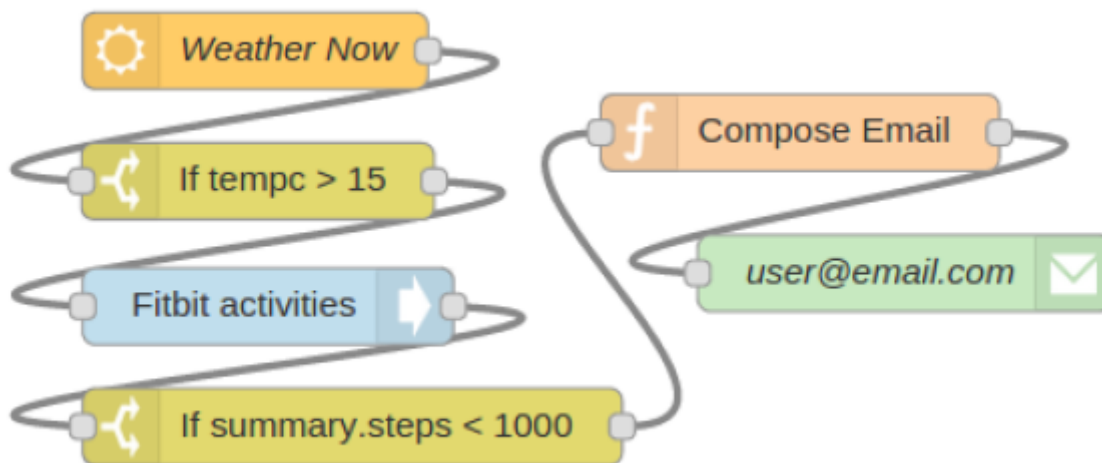 Weather Now
If tempc > 15
Fitbit activities
If summary.steps < 1000
Compose Email
user@email.com